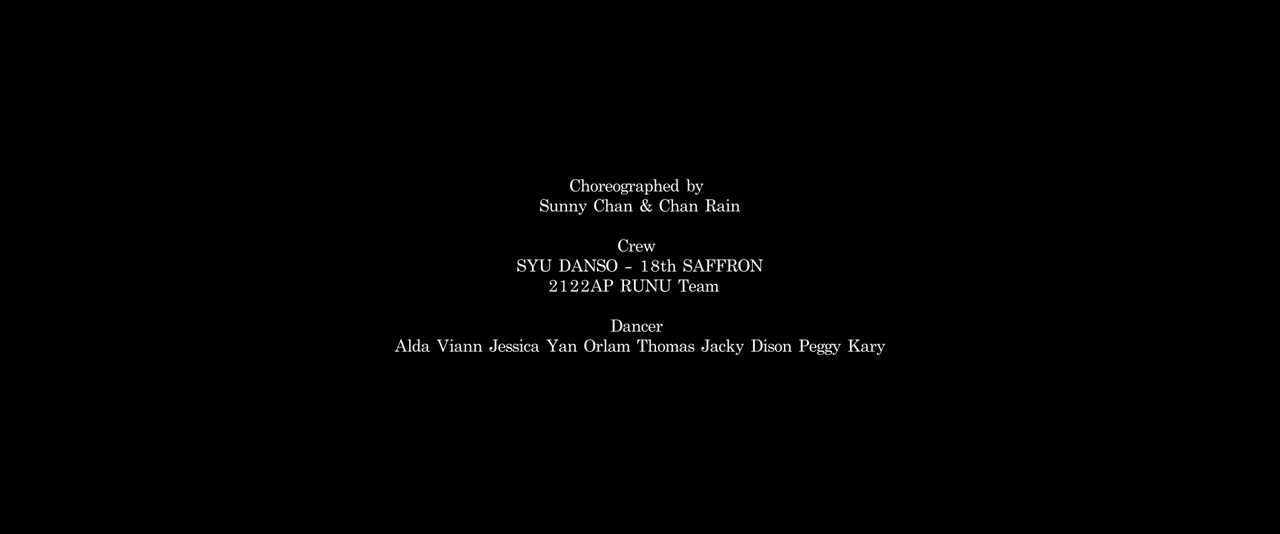 Choreographed by
Sunny Chan & Chan Rain
Crew
SYU DANSO - 18th SAFFRON
2122AP RUNU Team
Dancer
Alda Viann Jessica Yan Orlam Thomas Jacky Dison Peggy Kary